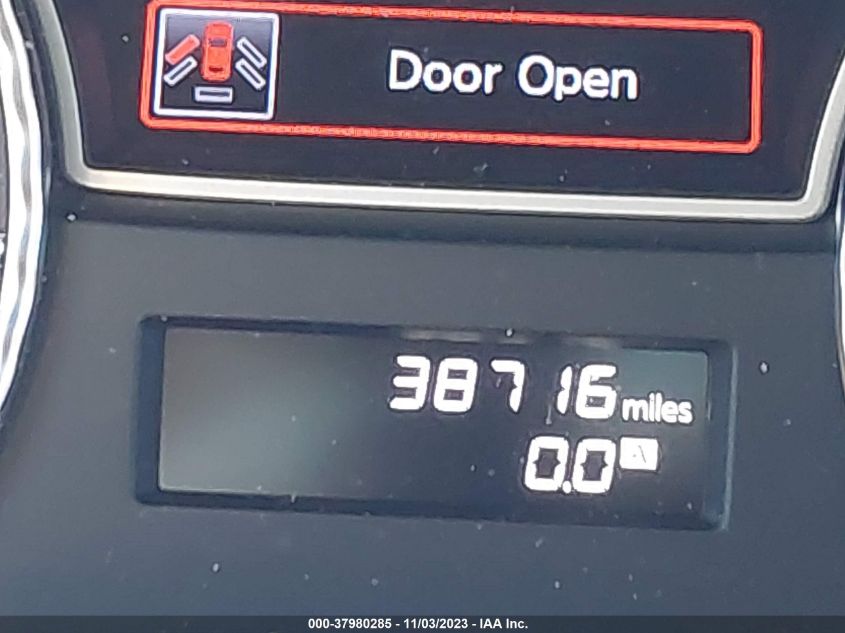 Door Open
38716 miles
0.0 A
000-37980285 - 11/03/2023 - IAA Inc.